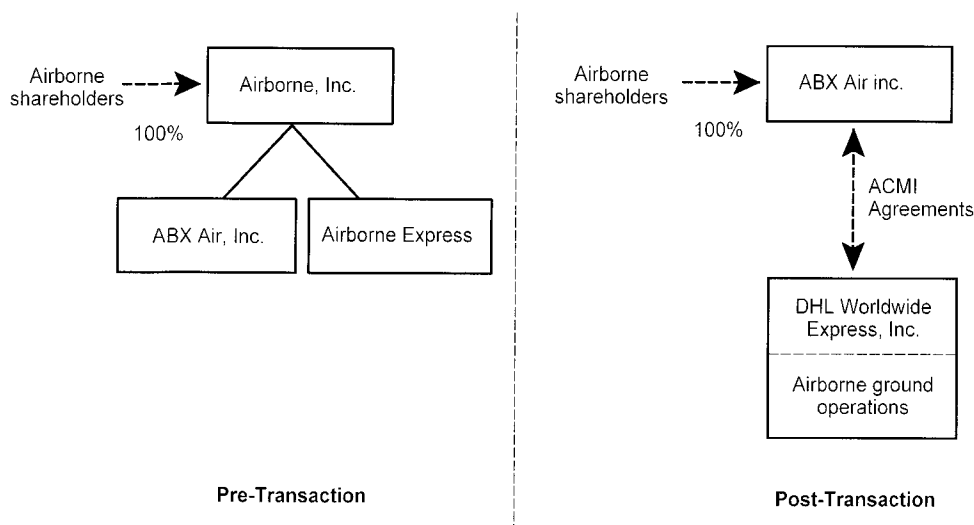 Airborne
shareholders
Airborne, Inc.
100%
ABX Air, Inc.
Airborne Express
Pre-Transaction
Airborne
shareholders
ABX Air inc.
100%
ACMI
Agreements
DHL Worldwide
Express, Inc.
Airborne ground
operations
Post-Transaction